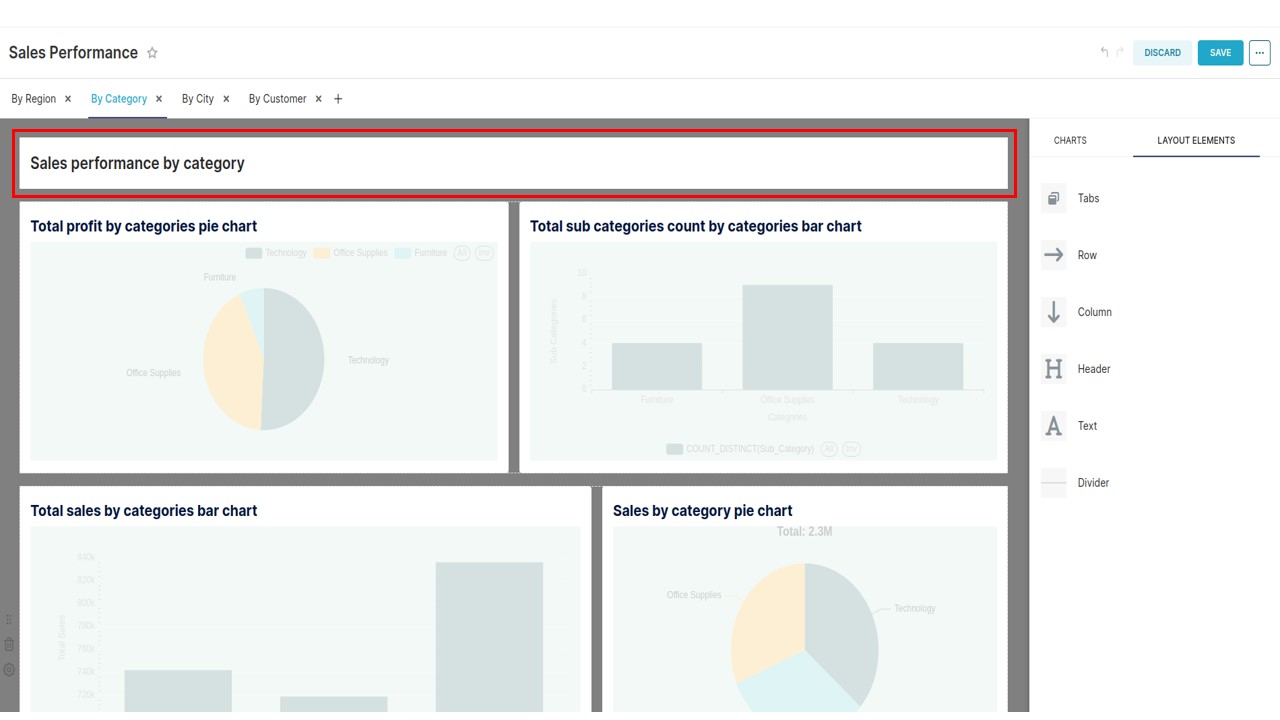 Sales Performance
DISCARD
SAVE
...
By Region ×
By Category ×
By City ×
By Customer ×
+
CHARTS
LAYOUT ELEMENTS
Sales performance by category
Tabs
Row
Column
Header
Text
Divider
Total profit by categories pie chart
Technology Office Supplies Furniture All Inv
Furniture
Technology
Office Supplies
Total sub categories count by categories bar chart
Sub Categories
10
8
6
4
2
0
Furniture Office Supplies Technology
Categories
COUNT_DISTINCT(Sub_Category) All Inv
Total sales by categories bar chart
Total Sales
840k
820k
800k
780k
760k
740k
720k
Sales by category pie chart
Total: 2.3M
Office Supplies
Technology